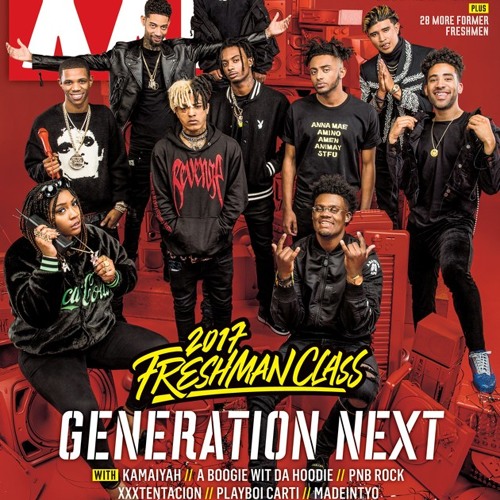 PLUS
28 MORE FORMER
FRESHMEN
ANNA MAE
AMINO
AMEN
ANIMAY
STFU
REVENGE
2017
FRESHMAN CLASS
GENERATION NEXT
WITH KAMAIYAH // A BOOGIE WIT DA HOODIE // PNB ROCK
XXXTENTACION // PLAYBOI CARTI // MADEINTYO